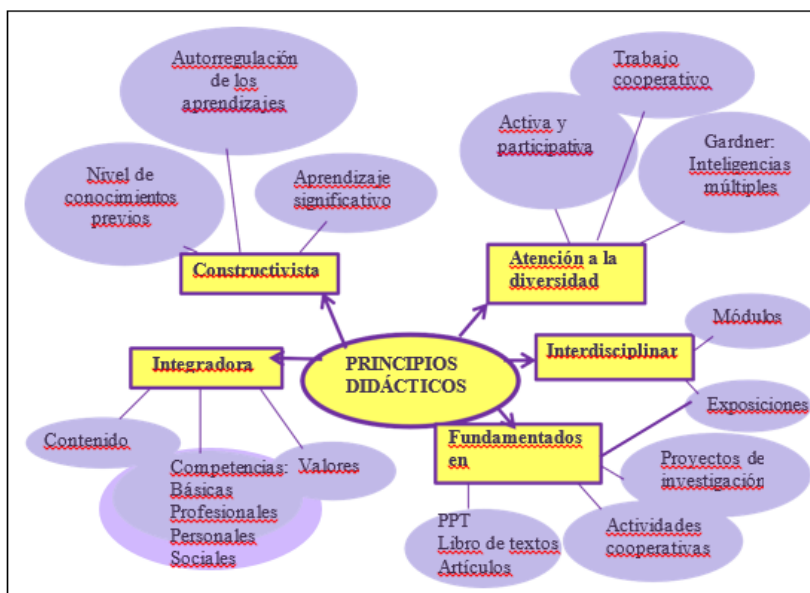 Autorregulación
de los
aprendizajes
Nivel de
conocimientos
previos
Aprendizaje
significativo
Constructivista
Trabajo
cooperativo
Activa y
participativa
Gardner:
Inteligencias
múltiples
Atención a la
diversidad
PRINCIPIOS
DIDÁCTICOS
Integradora
Contenido
Competencias:
Básicas
Profesionales
Personales
Sociales
Valores
Interdisciplinar
Módulos
Exposiciones
Fundamentados
en
Proyectos de
investigación
Actividades
cooperativas
PPT
Libro de textos
Artículos